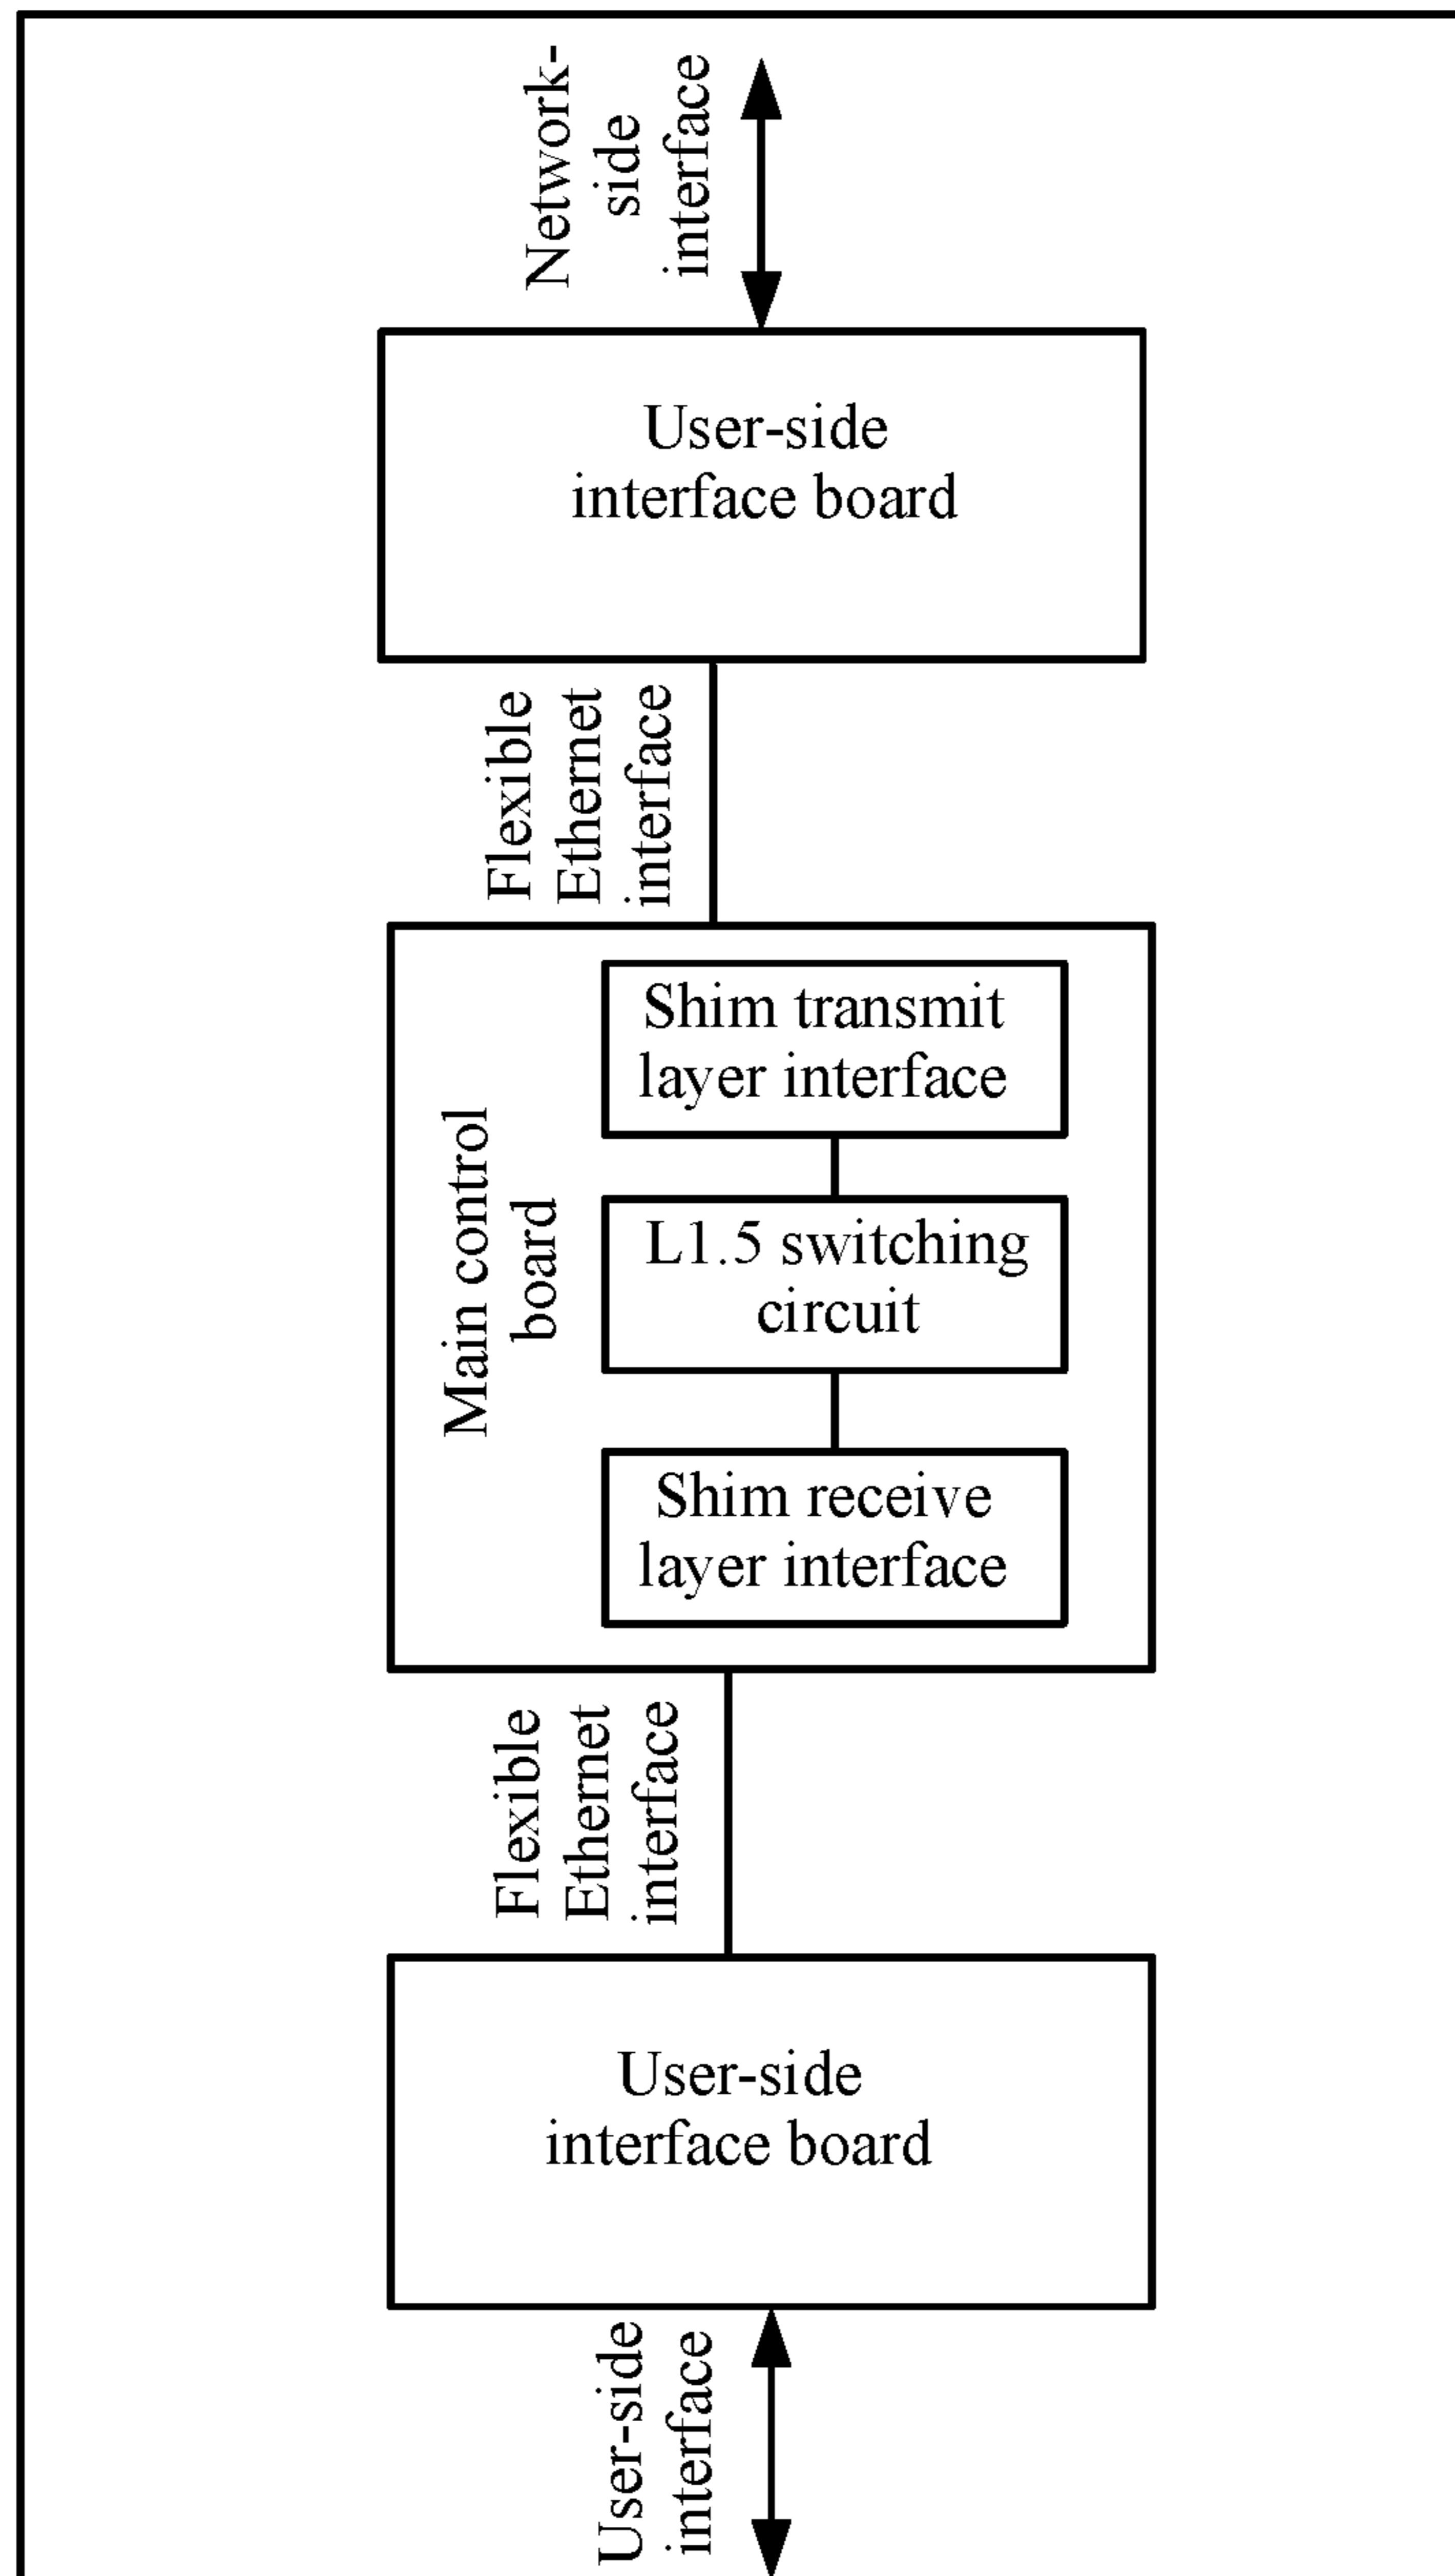 Network-
side
interface
User-side
interface board
Flexible
Ethernet
interface
Main control
board
Shim transmit
layer interface
L1.5 switching
circuit
Shim receive
layer interface
Flexible
Ethernet
interface
User-side
interface board
User-side
interface